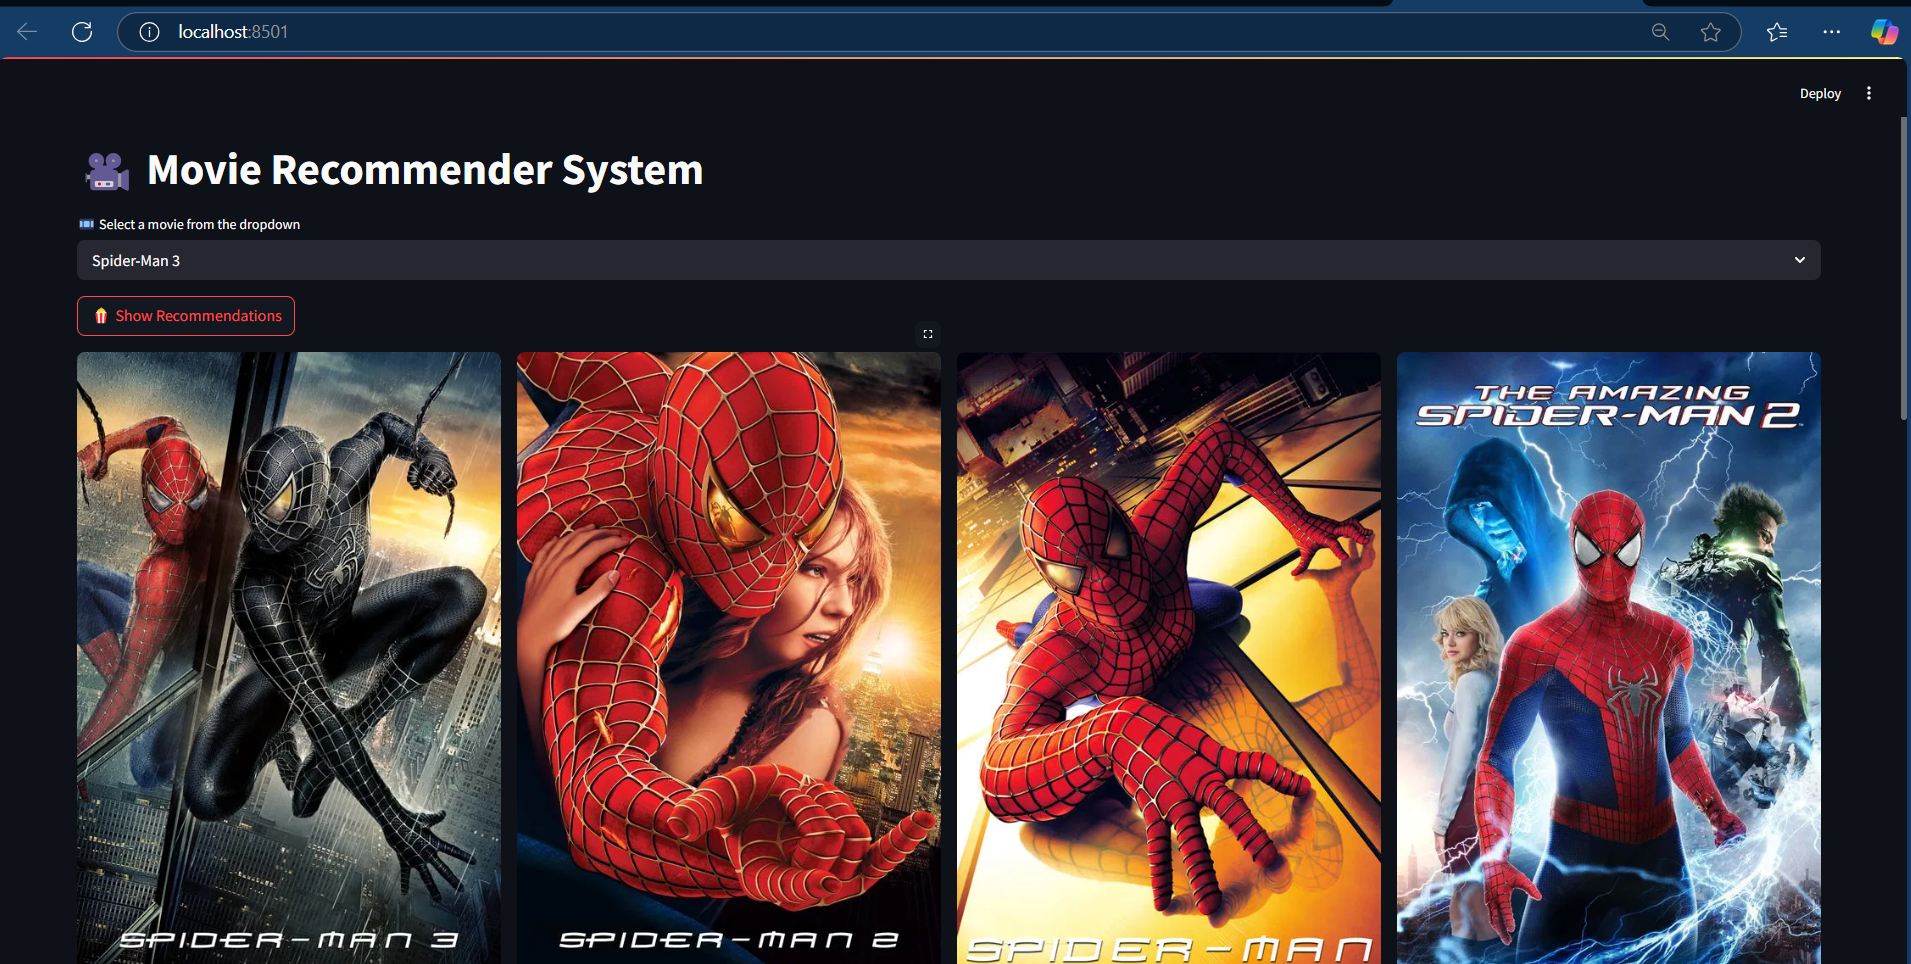 localhost:8501
Deploy
Movie Recommender System
Select a movie from the dropdown
Spider-Man 3
Show Recommendations
THE AMAZING
SPIDER-MAN 2
SPIDER-MAN 3
SPIDER-MAN 2
SPIDER-MAN